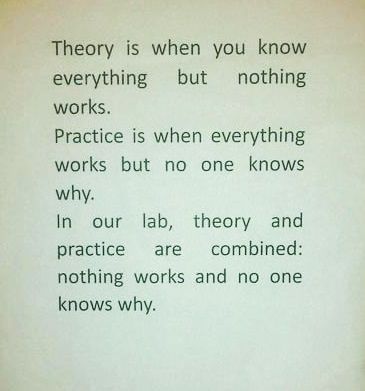 Theory is when you know
everything but nothing
works.
Practice is when everything
works but no one knows
why.
In our lab, theory and
practice are combined:
nothing works and no one
knows why.